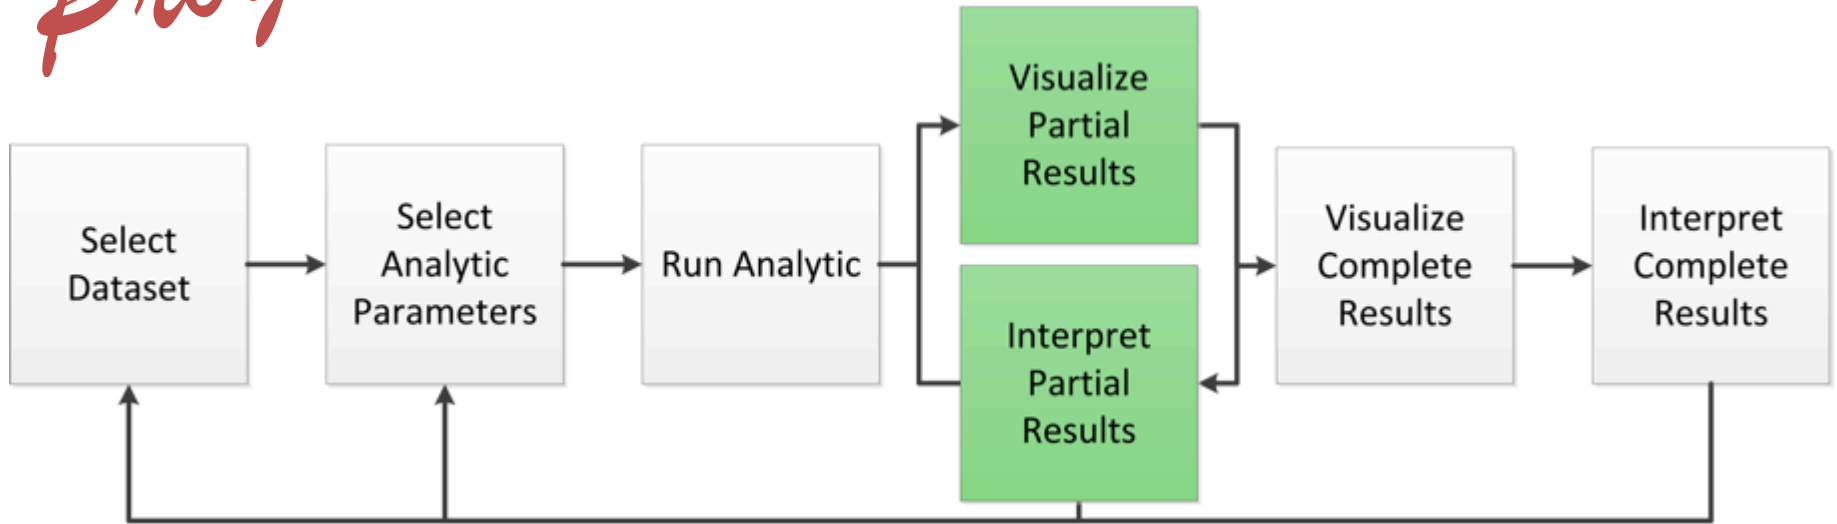 Select
Dataset
Select
Analytic
Parameters
Run Analytic
Visualize
Partial
Results
Interpret
Partial
Results
Visualize
Complete
Results
Interpret
Complete
Results